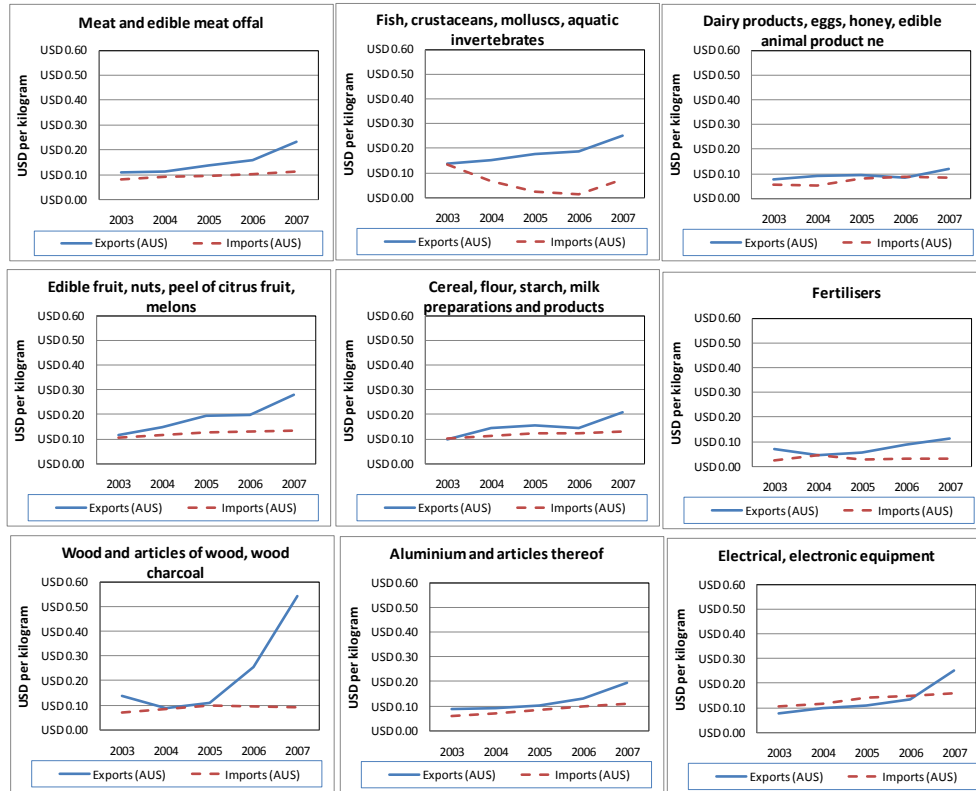 Meat and edible meat offal
USD per kilogram
USD 0.60
USD 0.50
USD 0.40
USD 0.30
USD 0.20
USD 0.10
USD 0.00
2003 2004 2005 2006 2007
Exports (AUS) Imports (AUS)
Fish, crustaceans, molluscs, aquatic
invertebrates
USD per kilogram
USD 0.60
USD 0.50
USD 0.40
USD 0.30
USD 0.20
USD 0.10
USD 0.00
2003 2004 2005 2006 2007
Exports (AUS) Imports (AUS)
Dairy products, eggs, honey, edible
animal product ne
USD per kilogram
USD 0.60
USD 0.50
USD 0.40
USD 0.30
USD 0.20
USD 0.10
USD 0.00
2003 2004 2005 2006 2007
Exports (AUS) Imports (AUS)
Edible fruit, nuts, peel of citrus fruit,
melons
USD per kilogram
USD 0.60
USD 0.50
USD 0.40
USD 0.30
USD 0.20
USD 0.10
USD 0.00
2003 2004 2005 2006 2007
Exports (AUS) Imports (AUS)
Cereal, flour, starch, milk
preparations and products
USD per kilogram
USD 0.60
USD 0.50
USD 0.40
USD 0.30
USD 0.20
USD 0.10
USD 0.00
2003 2004 2005 2006 2007
Exports (AUS) Imports (AUS)
Fertilisers
USD per kilogram
USD 0.60
USD 0.50
USD 0.40
USD 0.30
USD 0.20
USD 0.10
USD 0.00
2003 2004 2005 2006 2007
Exports (AUS) Imports (AUS)
Wood and articles of wood, wood
charcoal
USD per kilogram
USD 0.60
USD 0.50
USD 0.40
USD 0.30
USD 0.20
USD 0.10
USD 0.00
2003 2004 2005 2006 2007
Exports (AUS) Imports (AUS)
Aluminium and articles thereof
USD per kilogram
USD 0.60
USD 0.50
USD 0.40
USD 0.30
USD 0.20
USD 0.10
USD 0.00
2003 2004 2005 2006 2007
Exports (AUS) Imports (AUS)
Electrical, electronic equipment
USD per kilogram
USD 0.60
USD 0.50
USD 0.40
USD 0.30
USD 0.20
USD 0.10
USD 0.00
2003 2004 2005 2006 2007
Exports (AUS) Imports (AUS)